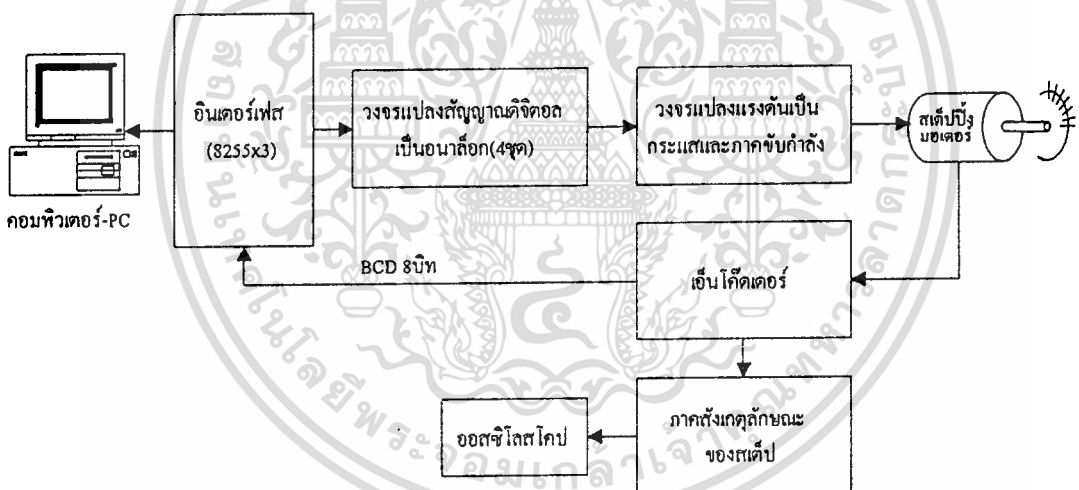 อินเตอร์เฟส
(8255x3)
วงจรแปลงสัญญาณดิจิตอล
เป็นอนาล็อก(4ชุด)
วงจรแปลงแรงดันเป็น
กระแสและภาคขับกำลัง
สเต็ปปิ้ง
มอเตอร์
คอมพิวเตอร์-PC
BCD 8บิท
เอ็นโค๊ตเดอร์
ออสซิโลสโคป
ภาคสังเกตุลักษณะ
ของสเต็ป